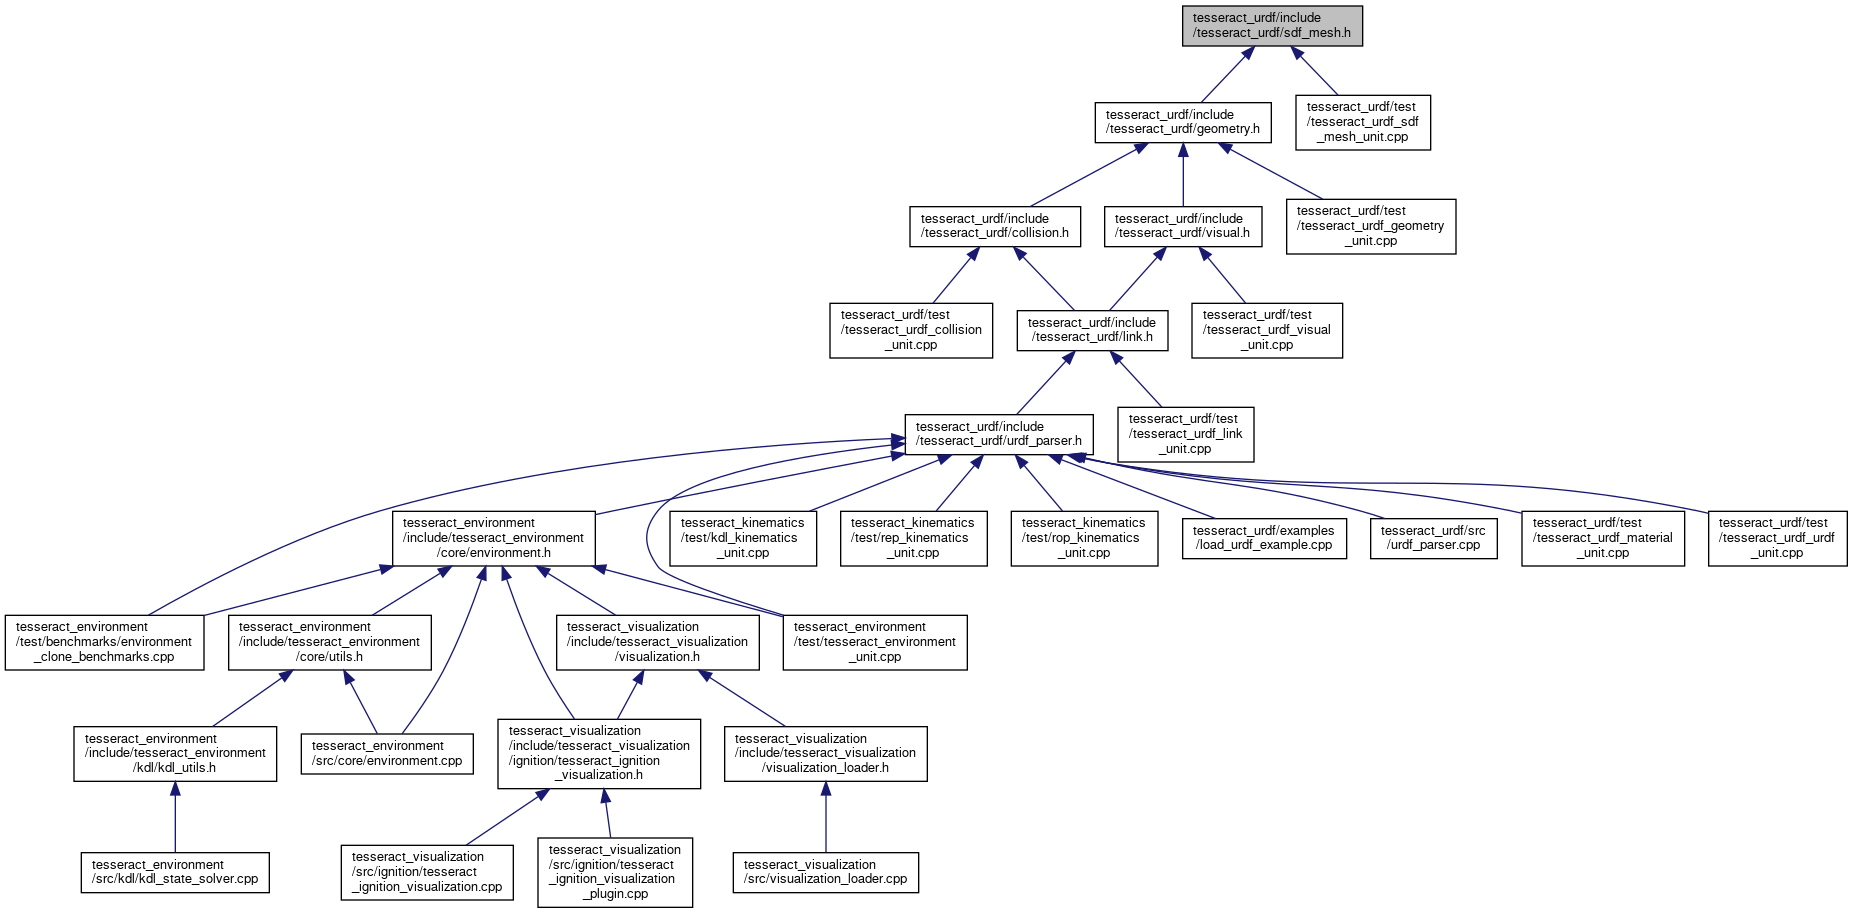 tesseract_urdf/include
/tesseract_urdf/sdf_mesh.h
tesseract_urdf/include
/tesseract_urdf/geometry.h
tesseract_urdf/test
/tesseract_urdf_sdf
_mesh_unit.cpp
tesseract_urdf/include
/tesseract_urdf/collision.h
tesseract_urdf/include
/tesseract_urdf/visual.h
tesseract_urdf/test
/tesseract_urdf_geometry
_unit.cpp
tesseract_urdf/test
/tesseract_urdf_collision
_unit.cpp
tesseract_urdf/include
/tesseract_urdf/link.h
tesseract_urdf/test
/tesseract_urdf_visual
_unit.cpp
tesseract_urdf/include
/tesseract_urdf/urdf_parser.h
tesseract_urdf/test
/tesseract_urdf_link
_unit.cpp
tesseract_environment
/include/tesseract_environment
/core/environment.h
tesseract_kinematics
/test/kdl_kinematics
_unit.cpp
tesseract_kinematics
/test/rep_kinematics
_unit.cpp
tesseract_kinematics
/test/rop_kinematics
_unit.cpp
tesseract_urdf/examples
/load_urdf_example.cpp
tesseract_urdf/src
/urdf_parser.cpp
tesseract_urdf/test
/tesseract_urdf_material
_unit.cpp
tesseract_urdf/test
/tesseract_urdf_urdf
_unit.cpp
tesseract_environment
/test/benchmarks/environment
_clone_benchmarks.cpp
tesseract_environment
/include/tesseract_environment
/core/utils.h
tesseract_visualization
/include/tesseract_visualization
/visualization.h
tesseract_environment
/test/tesseract_environment
_unit.cpp
tesseract_environment
/include/tesseract_environment
/kdl/kdl_utils.h
tesseract_environment
/src/core/environment.cpp
tesseract_visualization
/include/tesseract_visualization
/ignition/tesseract_ignition
_visualization.h
tesseract_visualization
/include/tesseract_visualization
/visualization_loader.h
tesseract_environment
/src/kdl/kdl_state_solver.cpp
tesseract_visualization
/src/ignition/tesseract
_ignition_visualization.cpp
tesseract_visualization
/src/ignition/tesseract
_ignition_visualization
_plugin.cpp
tesseract_visualization
/src/visualization_loader.cpp